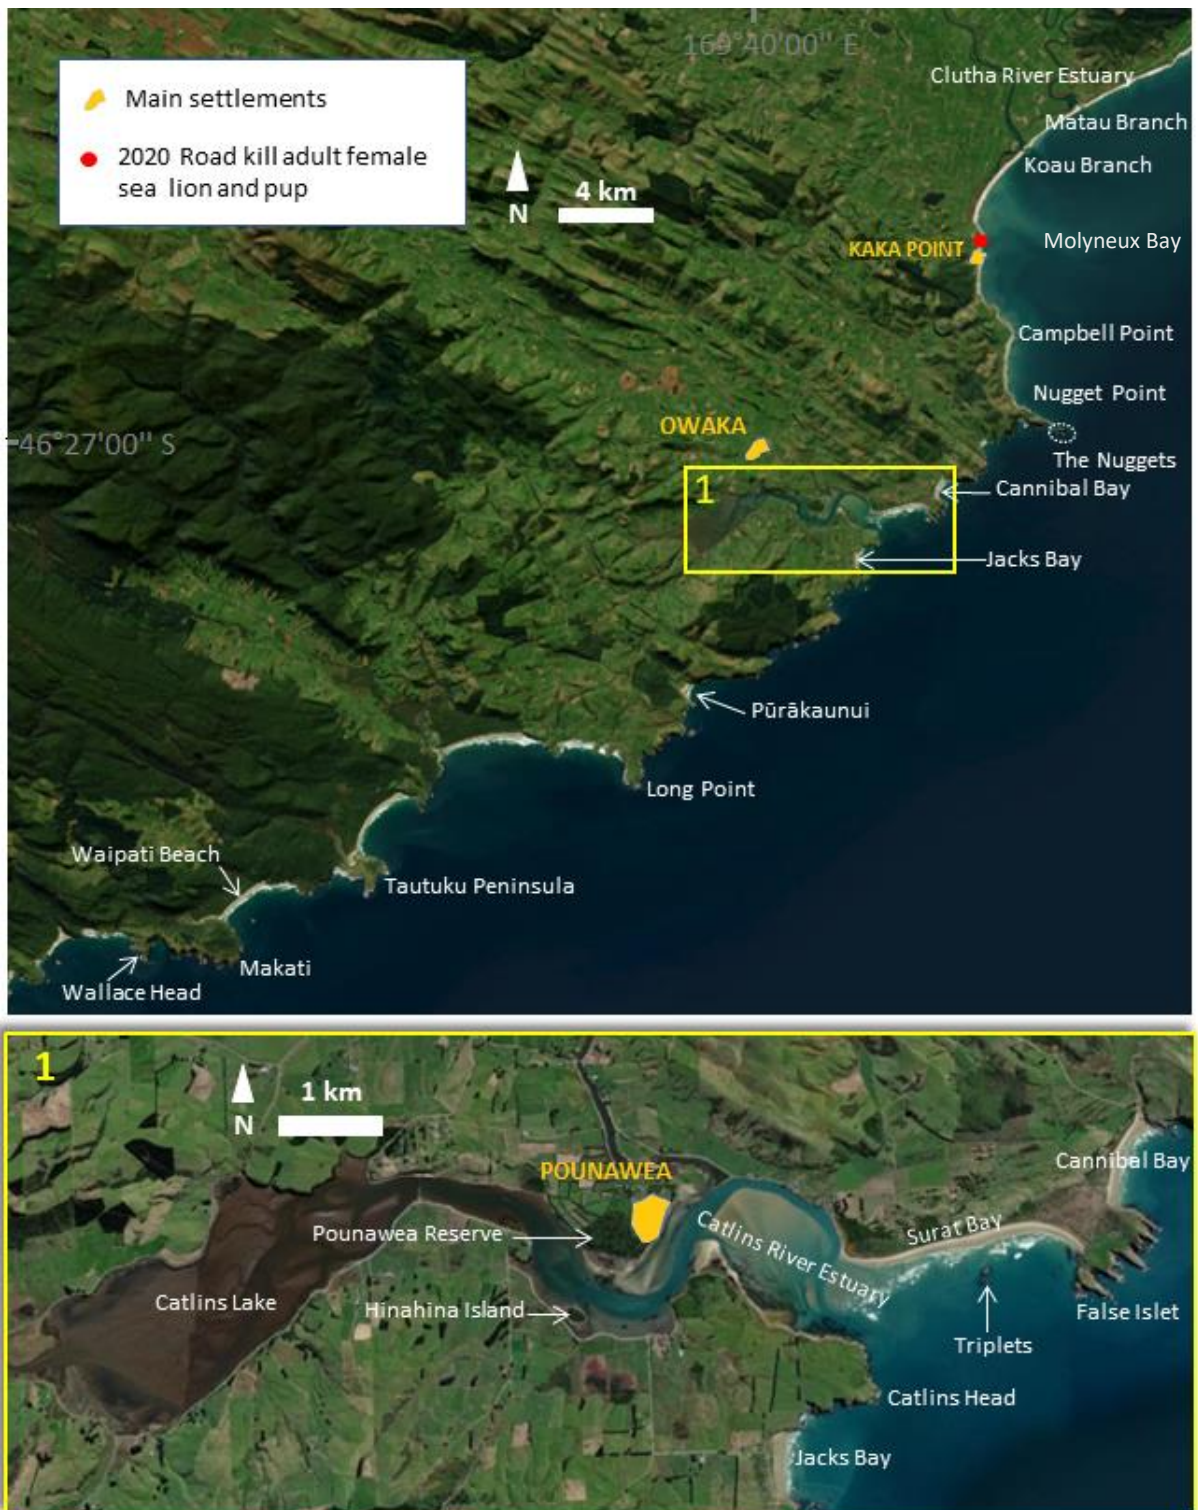 169°40'00'' E
Clutha River Estuary
Main settlements
Matau Branch
2020 Road kill adult female
sea lion and pup
Koau Branch
4 km
N
Molyneux Bay
KAKA POINT
Campbell Point
Nugget Point
OWAKA
46°27'00'' S
The Nuggets
1
Cannibal Bay
Jacks Bay
Pūrākaunui
Long Point
Waipati Beach
Tautuku Peninsula
Makati
Wallace Head
1
1 km
N
POUNAWEA
Cannibal Bay
Pounawea Reserve
Surat Bay
Catlins River Estuary
Catlins Lake
Hinahina Island
False Islet
Triplets
Catlins Head
Jacks Bay